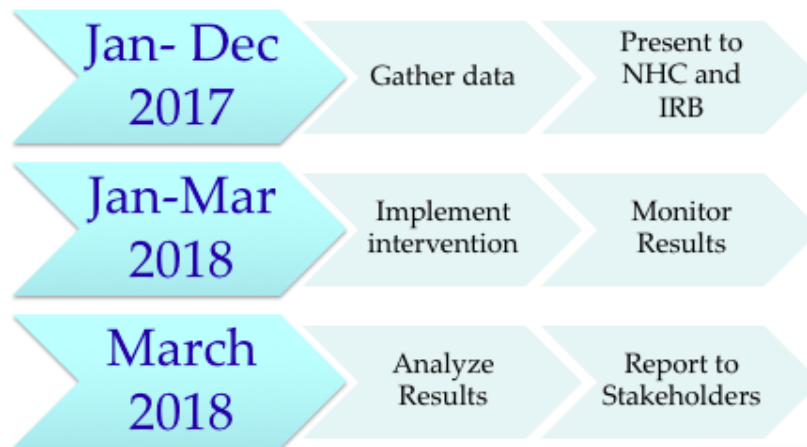 Jan- Dec
2017
Gather data
Present to
NHC and
IRB
Jan-Mar
2018
Implement
intervention
Monitor
Results
March
2018
Analyze
Results
Report to
Stakeholders